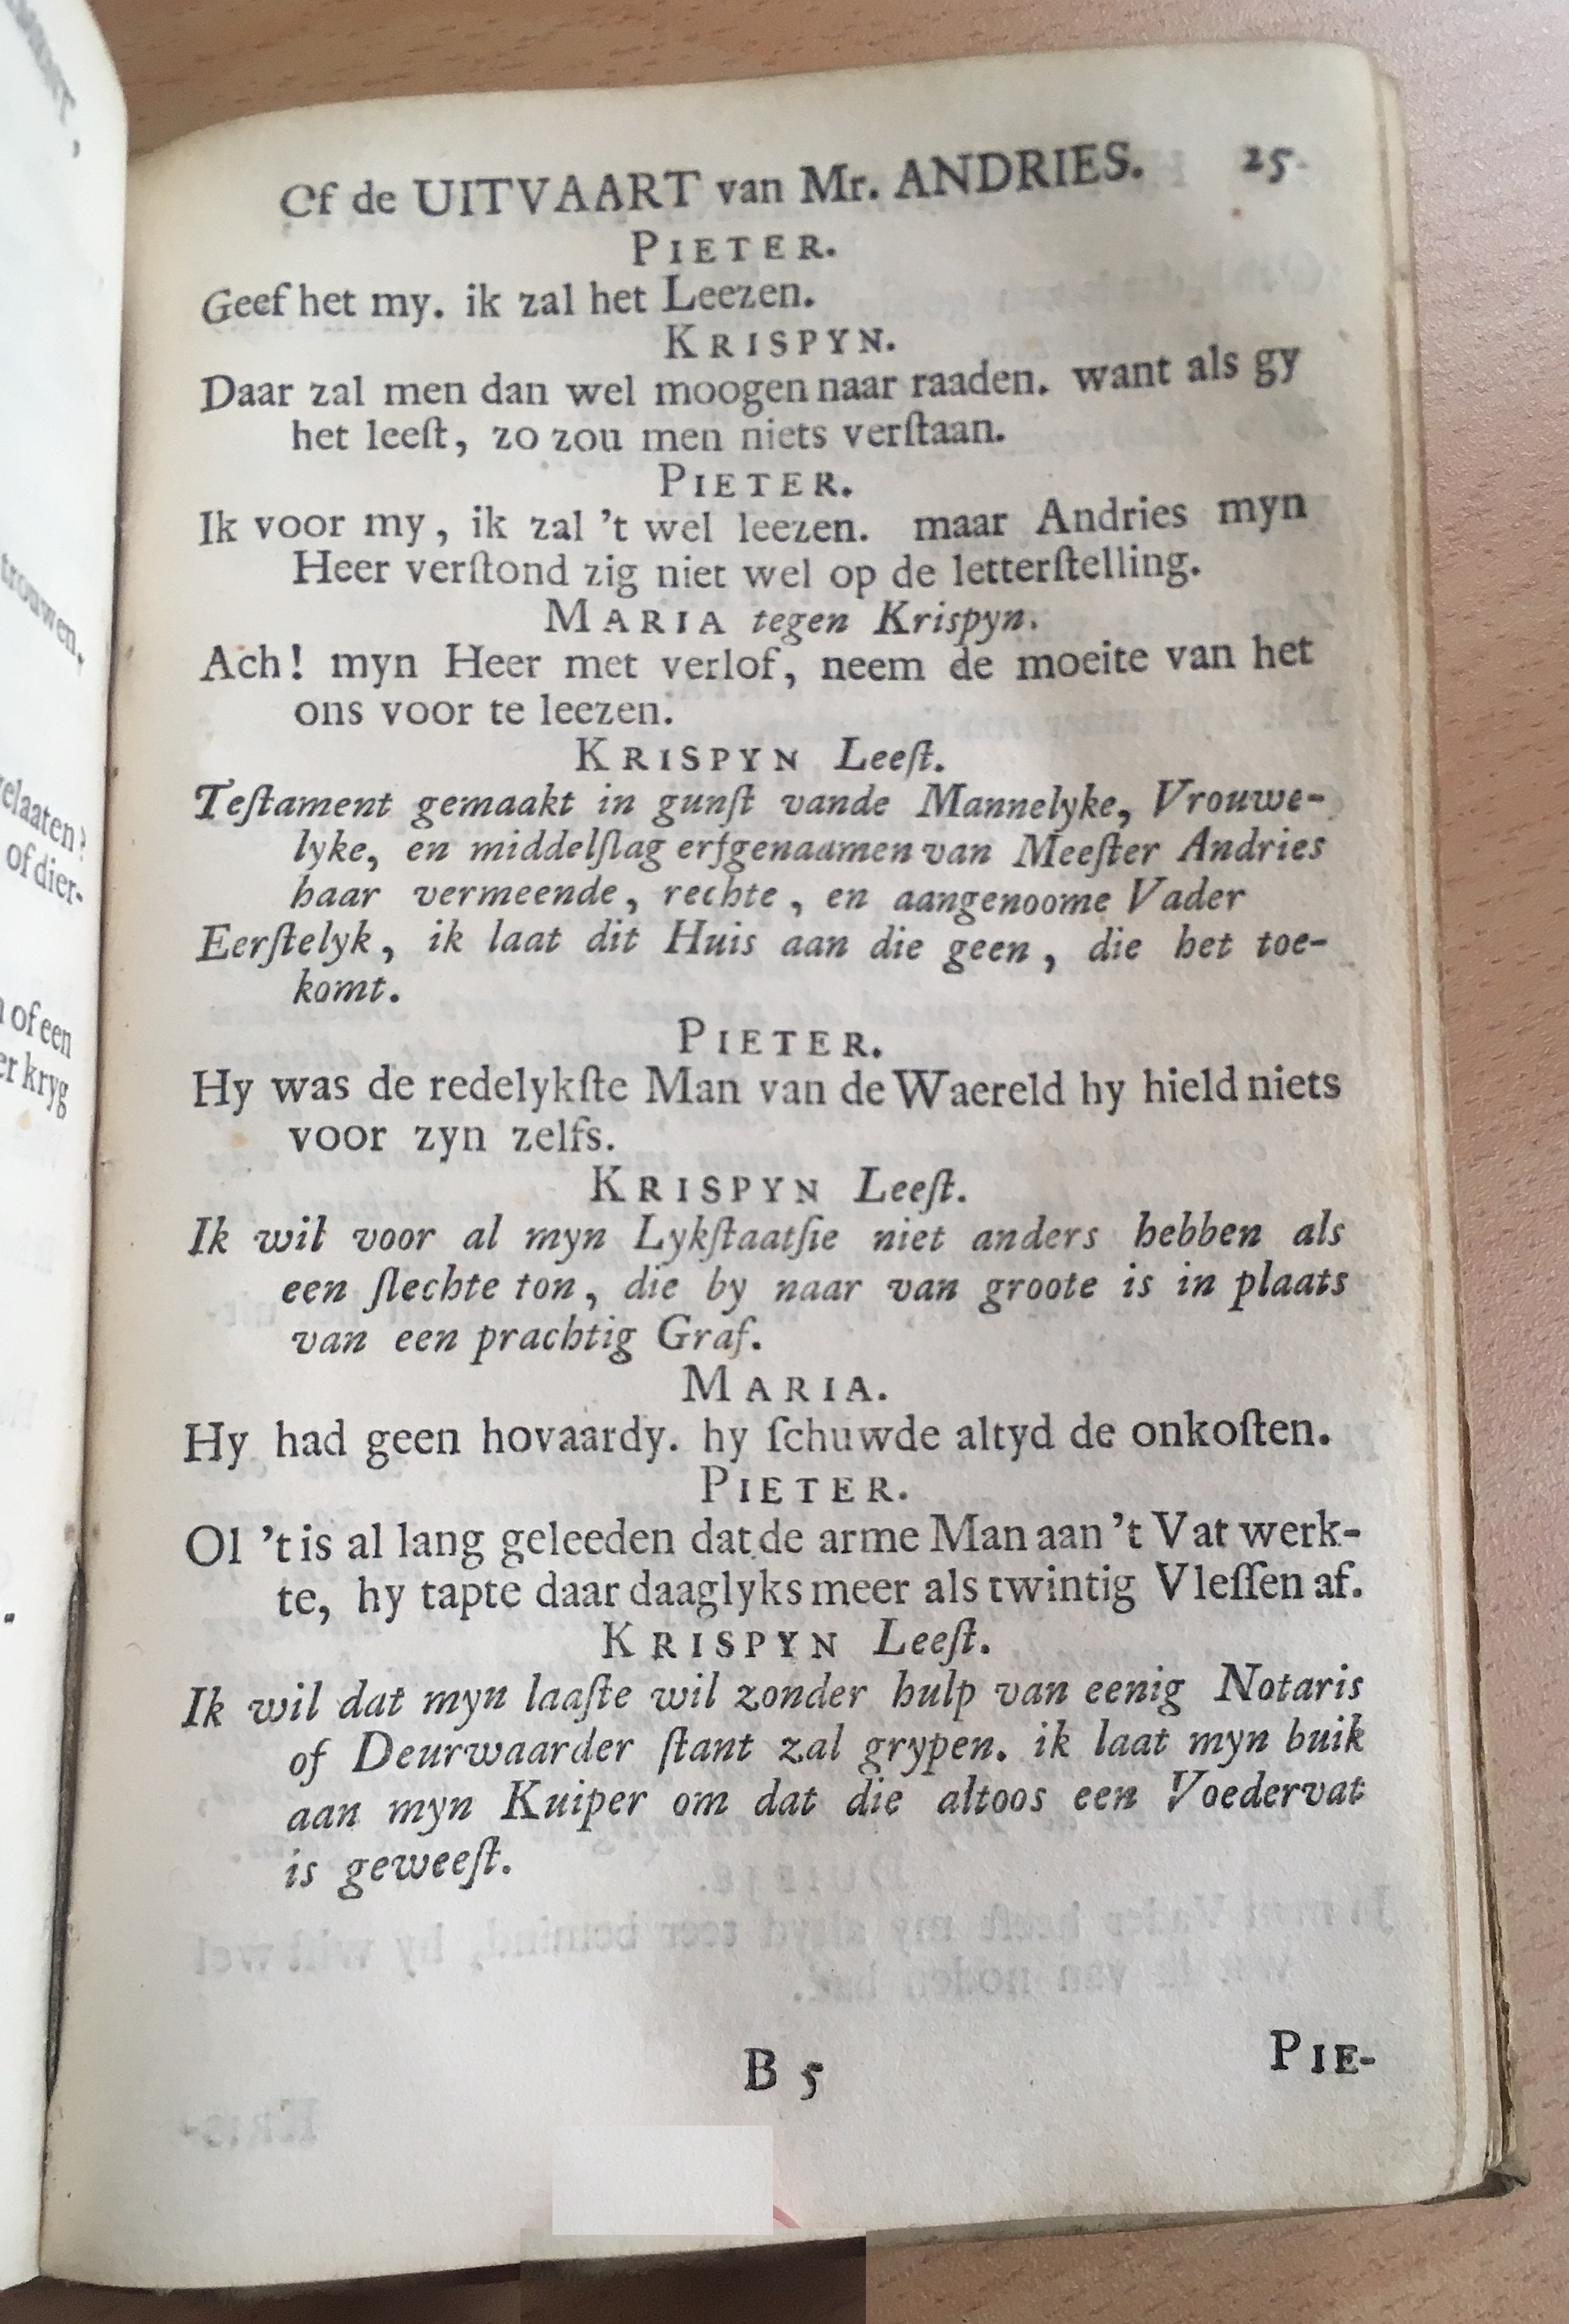 trouwen.
elaaten?
of dier-
of een
er kryg
Of de UITVAART van Mr. ANDRIES. 25.
PIETER.
Geef het my. ik zal het Leezen.
KRISPYN.
Daar zal men dan wel moogen naar raaden. want als gy
het leeſt, zo zou men niets verſtaan.
PIETER.
Ik voor my, ik zal 't wel leezen. maar Andries myn
Heer verſtond zig niet wel op de letterſtelling.
MARIA tegen Krispyn.
Ach! myn Heer met verlof, neem de moeite van het
ons voor te leezen.
KRISPYN Leeſt.
Teſtament gemaakt in gunſt vande Mannelyke, Vrouwe-
lyke, en middelſlag erfgenaamen van Meeſter Andries
haar vermeende, rechte, en aangenoome Vader
Eerſtelyk, ik laat dit Huis aan die geen, die het toe-
komt.
PIETER.
Hy was de redelykſte Man van de Waereld hy hield niets
voor zyn zelfs.
KRISPYN Leeſt.
Ik wil voor al myn Lykſtaatſie niet anders hebben als
een ſlechte ton, die by naar van groote is in plaats
van een prachtig Graf.
MARIA.
Hy had geen hovaardy. hy ſchuwde altyd de onkoſten.
PIETER.
Ol 't is al lang geleeden dat de arme Man aan 't Vat werk-
te, hy tapte daar daaglyks meer als twintig Vleſſen af.
KRISPYN Leeſt.
Ik wil dat myn laaſte wil zonder hulp van eenig Notaris
of Deurwaarder ſtant zal grypen. ik laat myn buik
aan myn Kuiper om dat die altoos een Voedervat
is geweeſt.
B 5
PIE-